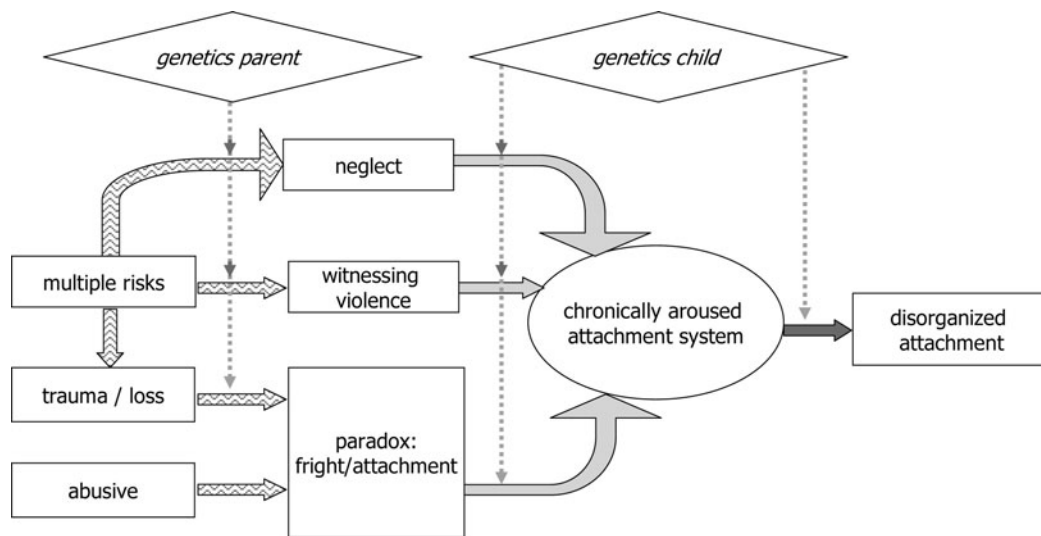 genetics parent
genetics child
neglect
multiple risks
witnessing
violence
chronically aroused
attachment system
disorganized
attachment
trauma / loss
paradox:
fright/attachment
abusive